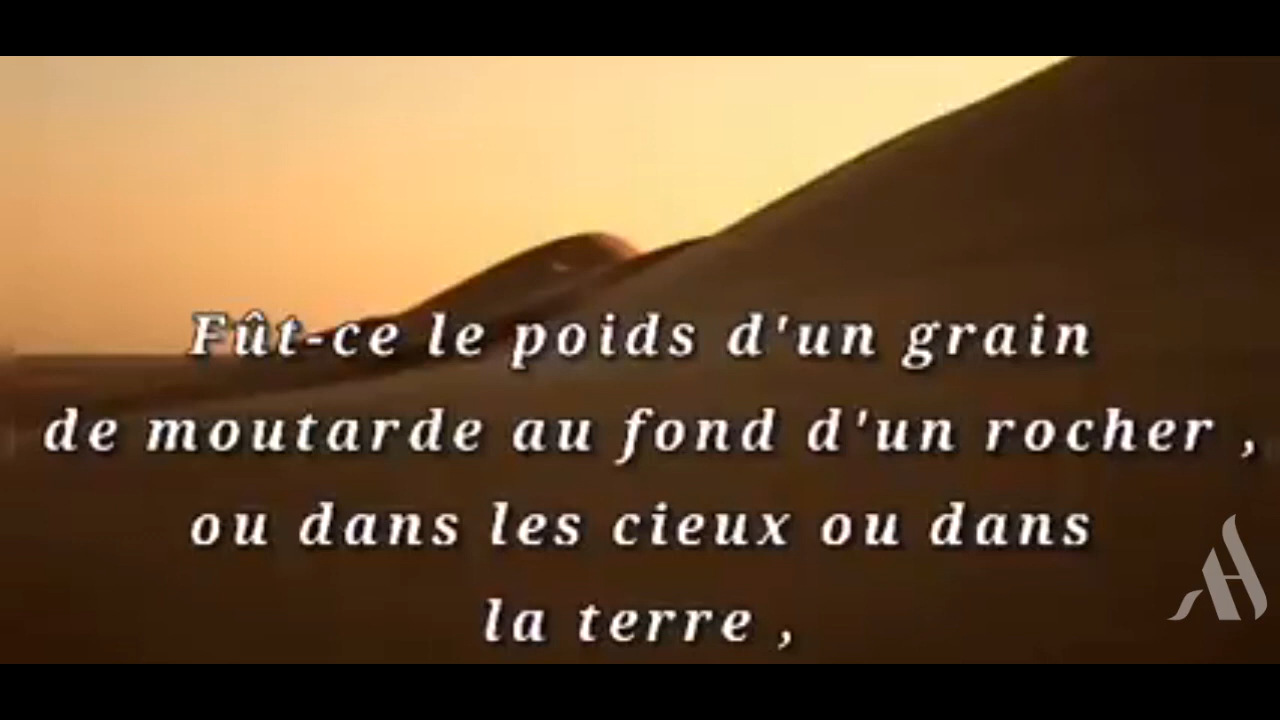 Fût-ce le poids d'un grain
de moutarde au fond d'un rocher ,
ou dans les cieux ou dans
la terre ,